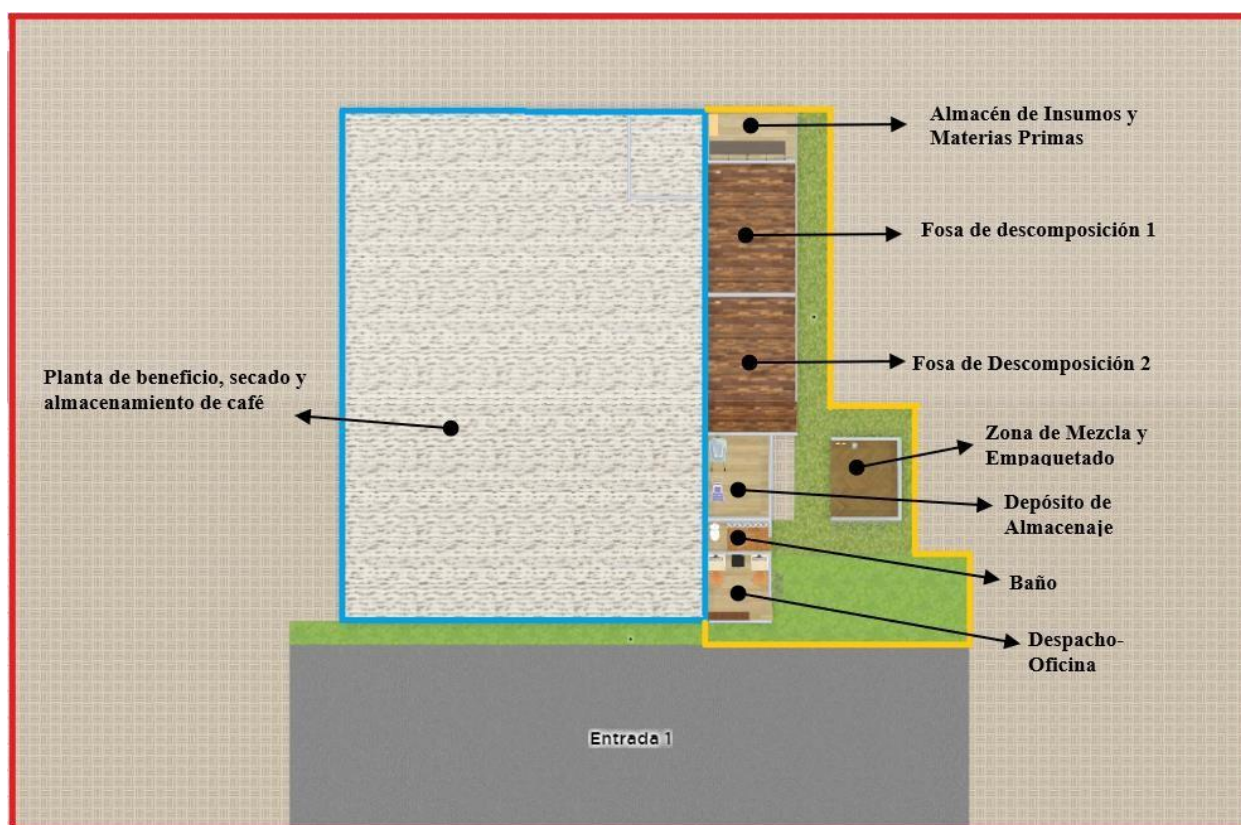 Almacén de Insumos y
Materias Primas
Fosa de descomposición 1
Fosa de Descomposición 2
Planta de beneficio, secado y
almacenamiento de café
Zona de Mezcla y
Empaquetado
Depósito de
Almacenaje
Baño
Despacho-
Oficina
Entrada 1